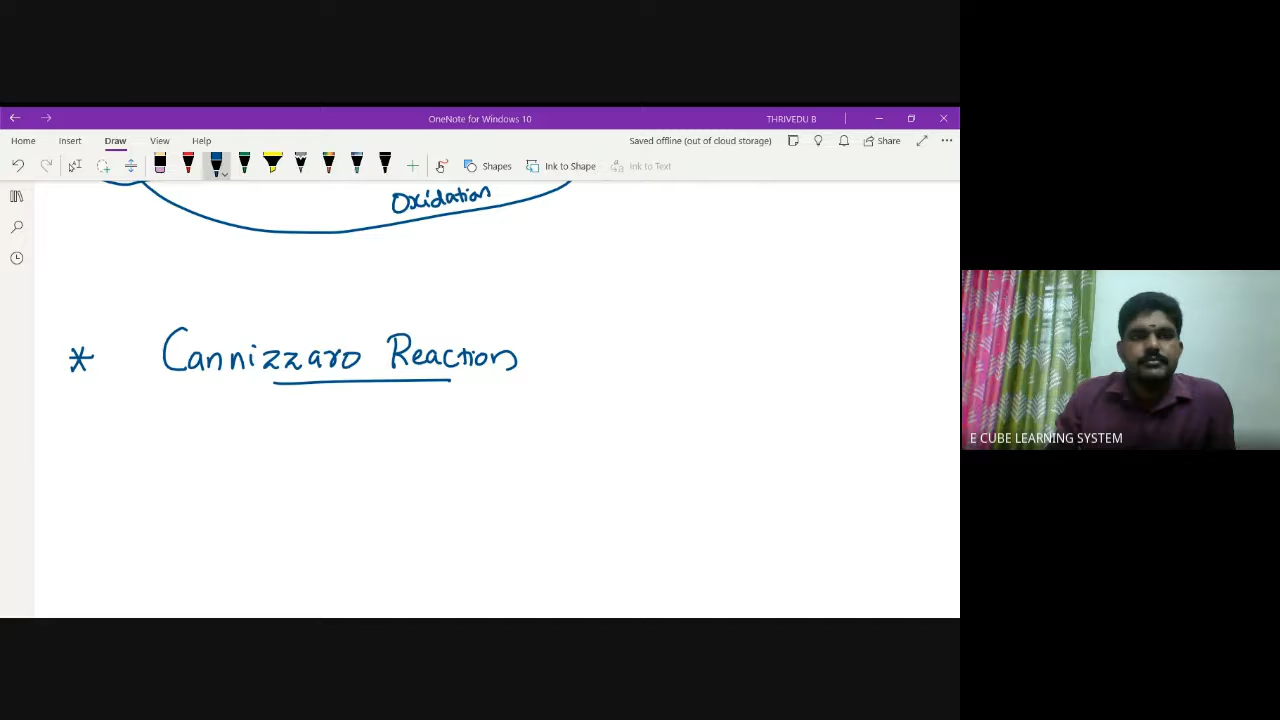 OneNote for Windows 10
THRIVEDU B
Home Insert Draw View Help
Saved offline (out of cloud storage)
Share
Shapes
Ink to Shape
Ink to Text
Oxidation
* Cannizzaro Reaction
E CUBE LEARNING SYSTEM